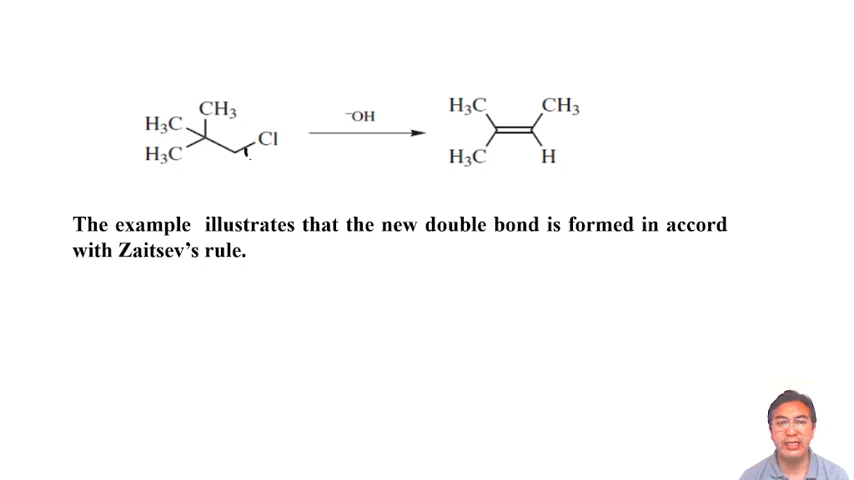 CH3
H3C
Cl
H3C
⁻OH
H3C CH3
H3C H
The example illustrates that the new double bond is formed in accord
with Zaitsev's rule.